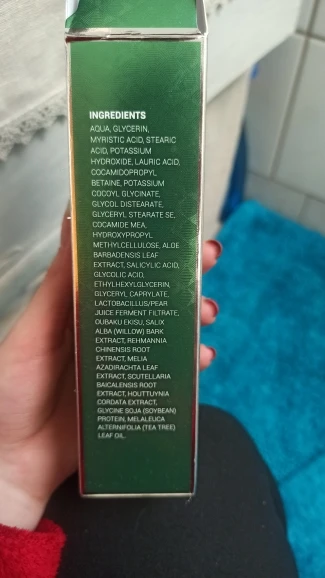 INGREDIENTS
AQUA, GLYCERIN,
MYRISTIC ACID, STEARIC
ACID, POTASSIUM
HYDROXIDE, LAURIC ACID,
COCAMIDOPROPYL
BETAINE, POTASSIUM
COCOYL GLYCINATE,
GLYCOL DISTEARATE,
GLYCERYL STEARATE SE,
COCAMIDE MEA,
HYDROXYPROPYL
METHYLCELLULOSE, ALOE
BARBADENSIS LEAF
EXTRACT, SALICYLIC ACID,
GLYCOLIC ACID,
ETHYLHEXYLGLYCERIN,
GLYCERYL CAPRYLATE,
LACTOBACILLUS/PEAR
JUICE FERMENT FILTRATE,
OUBAKU EKISU, SALIX
ALBA (WILLOW) BARK
EXTRACT, REHMANNIA
CHINENSIS ROOT
EXTRACT, MELIA
AZADIRACHTA LEAF
EXTRACT, SCUTELLARIA
BAICALENSIS ROOT
EXTRACT, HOUTTUYNIA
CORDATA EXTRACT,
GLYCINE SOJA (SOYBEAN)
PROTEIN, MELALEUCA
ALTERNIFOLIA (TEA TREE)
LEAF OIL.